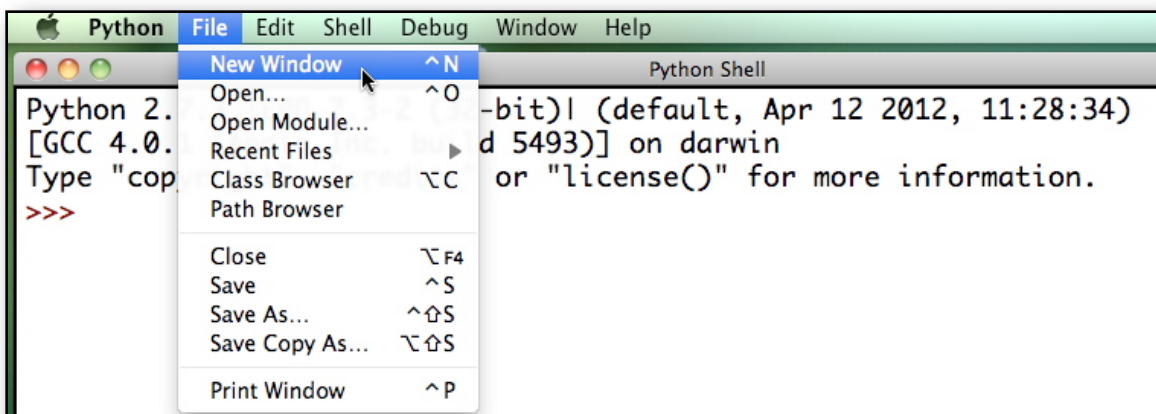 Python File Edit Shell Debug Window Help
Python Shell
New Window ^N
Open... ^O
Open Module...
Recent Files ▶
Class Browser ⌥C
Path Browser
Close ⌥F4
Save ^S
Save As... ^⇧S
Save Copy As... ⌥⇧S
Print Window ^P
Python 2. -bit)| (default, Apr 12 2012, 11:28:34)
[GCC 4.0. d 5493)] on darwin
Type "cop " or "license()" for more information.
>>>